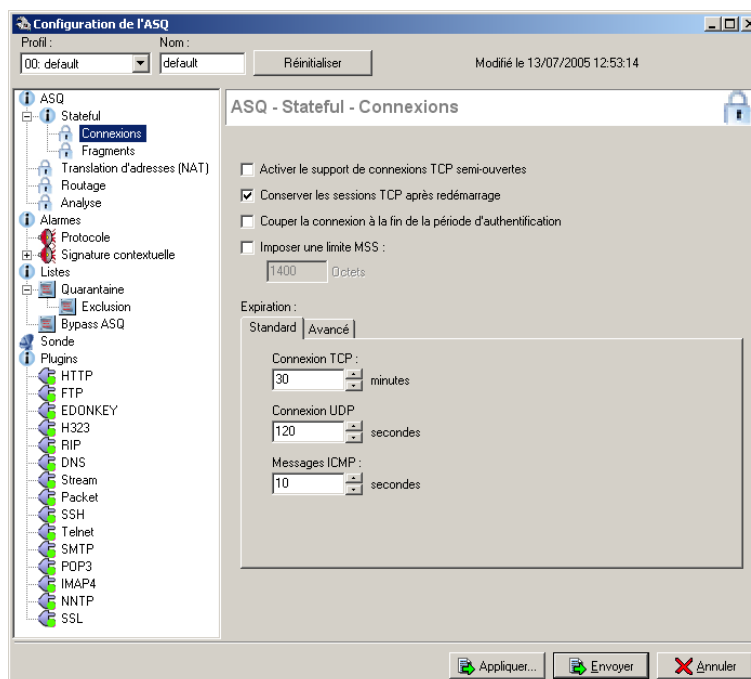 Configuration de l'ASQ
Profil :
Nom :
00: default
default
Réinitialiser
Modifié le 13/07/2005 12:53:14
ASQ
Stateful
Connexions
Fragments
Translation d'adresses (NAT)
Routage
Analyse
Alarmes
Protocole
Signature contextuelle
Listes
Quarantaine
Exclusion
Bypass ASQ
Sonde
Plugins
HTTP
FTP
EDONKEY
H323
RIP
DNS
Stream
Packet
SSH
Telnet
SMTP
POP3
IMAP4
NNTP
SSL
ASQ - Stateful - Connexions
Activer le support de connexions TCP semi-ouvertes
Conserver les sessions TCP après redémarrage
Couper la connexion à la fin de la période d'authentification
Imposer une limite MSS :
1400 Octets
Expiration :
Standard Avancé
Connexion TCP :
30 minutes
Connexion UDP
120 secondes
Messages ICMP :
10 secondes
Appliquer... Envoyer Annuler